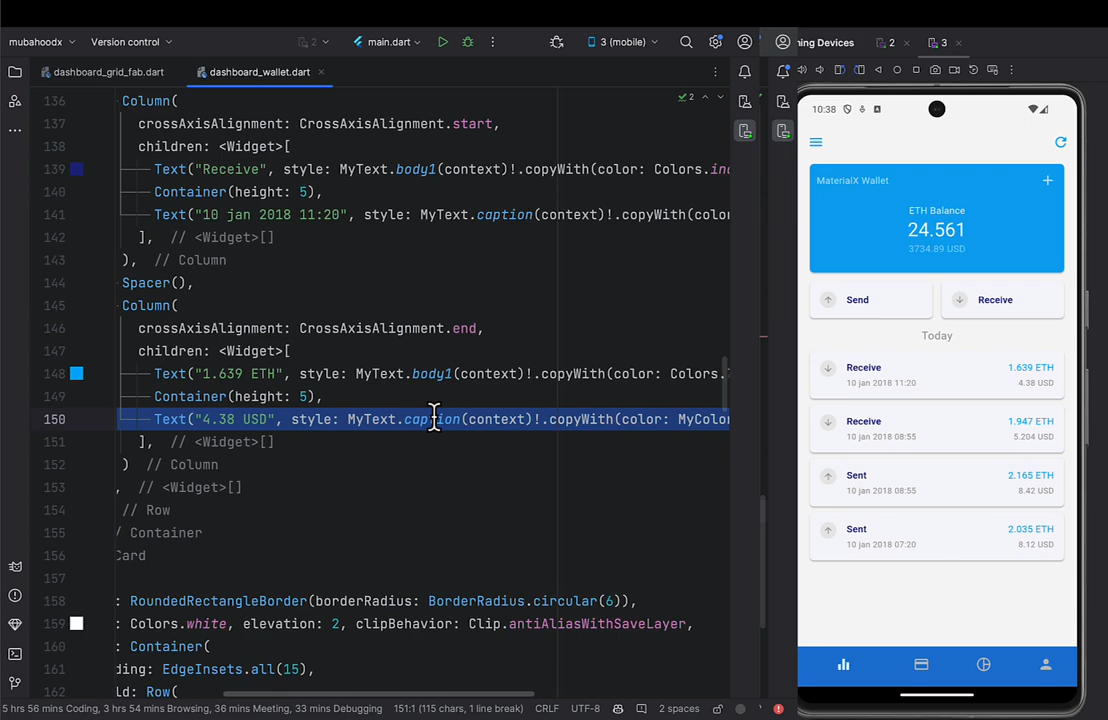 mubahoodx
Version control
2
main.dart
3 (mobile)
ning Devices
2
3
dashboard_grid_fab.dart
dashboard_wallet.dart
2
136 Column(
137 crossAxisAlignment: CrossAxisAlignment.start,
138 children: <Widget>[
139 Text("Receive", style: MyText.body1(context)!.copyWith(color: Colors.ind
140 Container(height: 5),
141 Text("10 jan 2018 11:20", style: MyText.caption(context)!.copyWith(color
142 ], // <Widget>[]
143 ), // Column
144 Spacer(),
145 Column(
146 crossAxisAlignment: CrossAxisAlignment.end,
147 children: <Widget>[
148 Text("1.639 ETH", style: MyText.body1(context)!.copyWith(color: Colors.
149 Container(height: 5),
150 Text("4.38 USD", style: MyText.caption(context)!.copyWith(color: MyColor
151 ], // <Widget>[]
152 ) // Column
153 , // <Widget>[]
154 // Row
155 / Container
156 Card
157
158 : RoundedRectangleBorder(borderRadius: BorderRadius.circular(6)),
159 : Colors.white, elevation: 2, clipBehavior: Clip.antiAliasWithSaveLayer,
160 : Container(
161 ding: EdgeInsets.all(15),
162 ld: Row(
5 hrs 56 mins Coding, 3 hrs 54 mins Browsing, 36 mins Meeting, 33 mins Debugging
151:1 (115 chars, 1 line break)
CRLF
UTF-8
2 spaces
10:38
MaterialX Wallet
ETH Balance
24.561
3734.89 USD
Send
Receive
Today
Receive 1.639 ETH
10 jan 2018 11:20 4.38 USD
Receive 1.947 ETH
10 jan 2018 08:55 5.204 USD
Sent 2.165 ETH
10 jan 2018 08:55 8.42 USD
Sent 2.035 ETH
10 jan 2018 07:20 8.12 USD